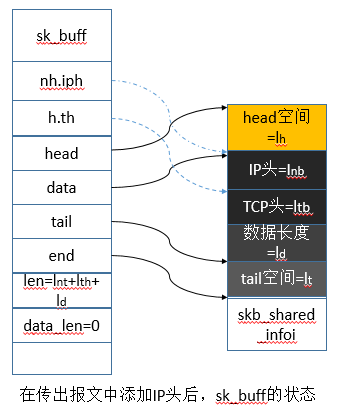 sk_buff
nh.iph
h.th
head
data
tail
end
len=lnt+lth+
ld
data_len=0
head空间
=lh
IP头=lnb
TCP头=ltb
数据长度
=ld
tail空间=lt
skb_shared
_infoi
在传出报文中添加IP头后，sk_buff的状态